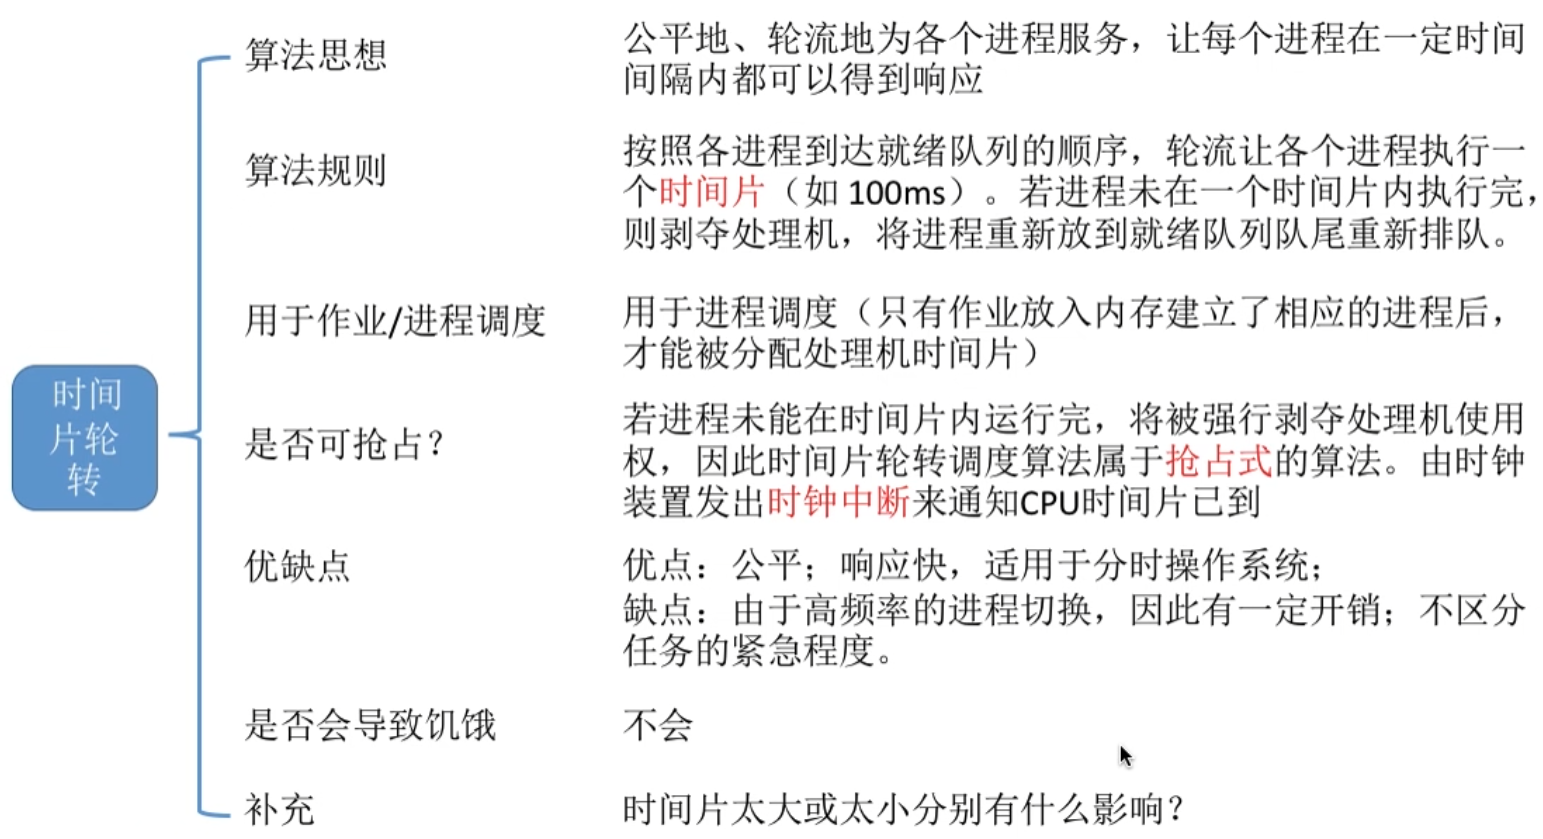 时间
片轮
转
算法思想
公平地、轮流地为各个进程服务，让每个进程在一定时间
间隔内都可以得到响应
算法规则
按照各进程到达就绪队列的顺序，轮流让各个进程执行一
个时间片（如 100ms）。若进程未在一个时间片内执行完，
则剥夺处理机，将进程重新放到就绪队列队尾重新排队。
用于作业/进程调度
用于进程调度（只有作业放入内存建立了相应的进程后，
才能被分配处理机时间片）
是否可抢占？
若进程未能在时间片内运行完，将被强行剥夺处理机使用
权，因此时间片轮转调度算法属于抢占式的算法。由时钟
装置发出时钟中断来通知CPU时间片已到
优缺点
优点：公平；响应快，适用于分时操作系统；
缺点：由于高频率的进程切换，因此有一定开销；不区分
任务的紧急程度。
是否会导致饥饿
不会
补充
时间片太大或太小分别有什么影响？